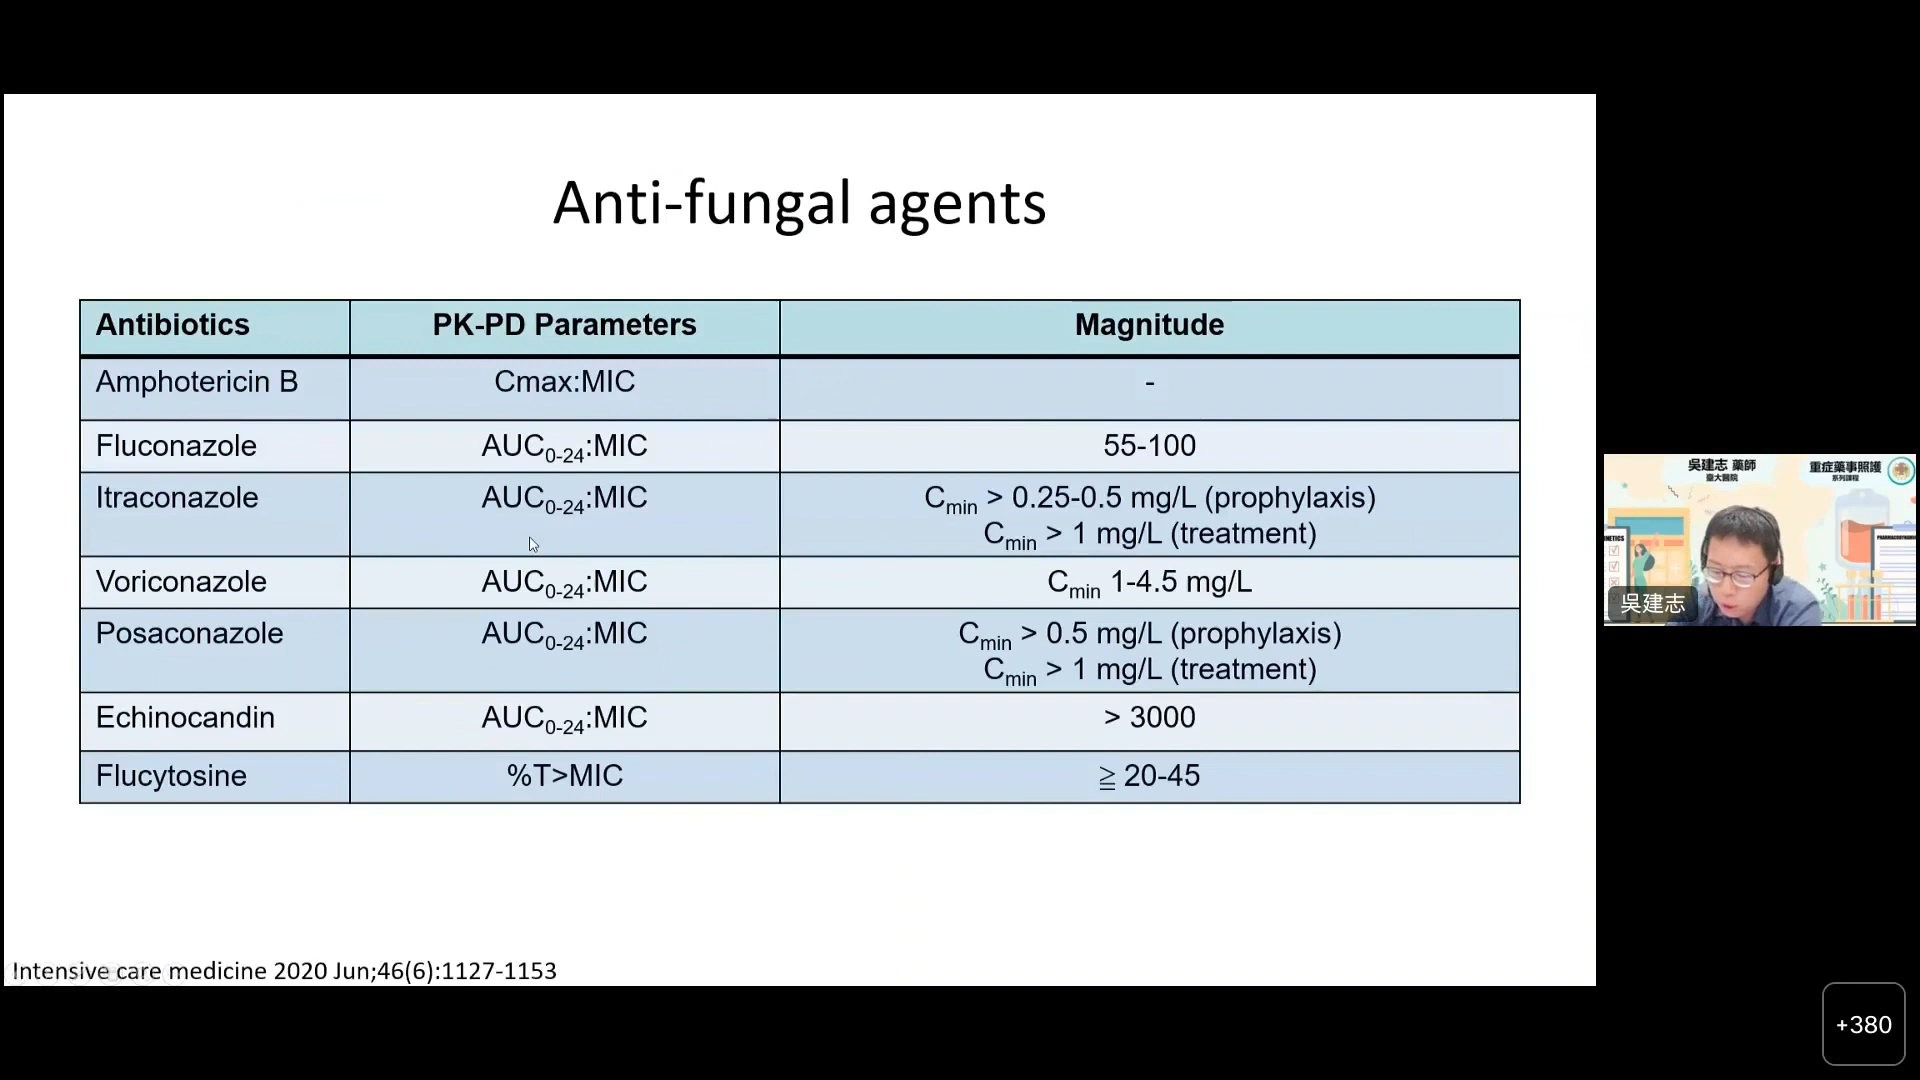 Anti-fungal agents
Antibiotics PK-PD Parameters Magnitude
Amphotericin B Cmax:MIC -
Fluconazole AUC0-24:MIC 55-100
Itraconazole AUC0-24:MIC Cmin > 0.25-0.5 mg/L (prophylaxis)
Cmin > 1 mg/L (treatment)
Voriconazole AUC0-24:MIC Cmin 1-4.5 mg/L
Posaconazole AUC0-24:MIC Cmin > 0.5 mg/L (prophylaxis)
Cmin > 1 mg/L (treatment)
Echinocandin AUC0-24:MIC > 3000
Flucytosine %T>MIC ≧ 20-45
Intensive care medicine 2020 Jun;46(6):1127-1153
吳建志 藥師
臺大醫院
重症藥事照護
系列課程
吳建志
+380